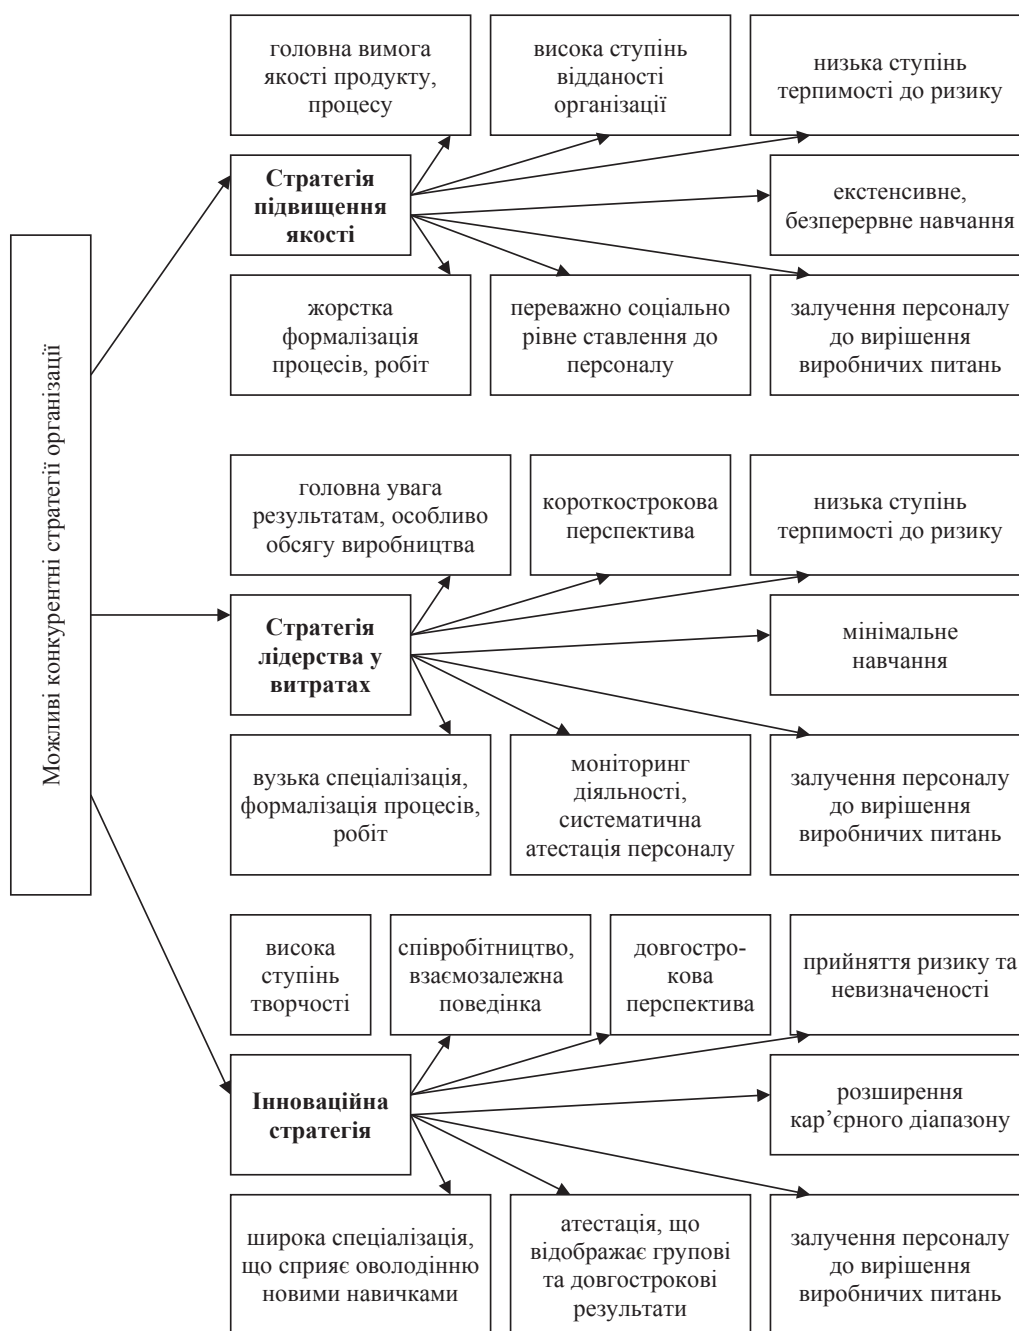 Можливі конкурентні стратегії організації
головна вимога
якості продукту,
процесу
висока ступінь
відданості
організації
низька ступінь
терпимості до ризику
Стратегія
підвищення
якості
екстенсивне,
безперервне навчання
жорстка
формалізація
процесів, робіт
переважно соціально
рівне ставлення до
персоналу
залучення персоналу
до вирішення
виробничих питань
головна увага
результатам, особливо
обсягу виробництва
короткострокова
перспектива
низька ступінь
терпимості до ризику
Стратегія
лідерства у
витратах
мінімальне
навчання
вузька спеціалізація,
формалізація процесів,
робіт
моніторинг
діяльності,
систематична
атестація персоналу
залучення персоналу
до вирішення
виробничих питань
висока
ступінь
творчості
співробітництво,
взаємозалежна
поведінка
довгостро-
кова
перспектива
прийняття ризику та
невизначеності
Інноваційна
стратегія
розширення
кар’єрного діапазону
широка спеціалізація,
що сприяє оволодінню
новими навичками
атестація, що
відображає групові
та довгострокові
результати
залучення персоналу
до вирішення
виробничих питань